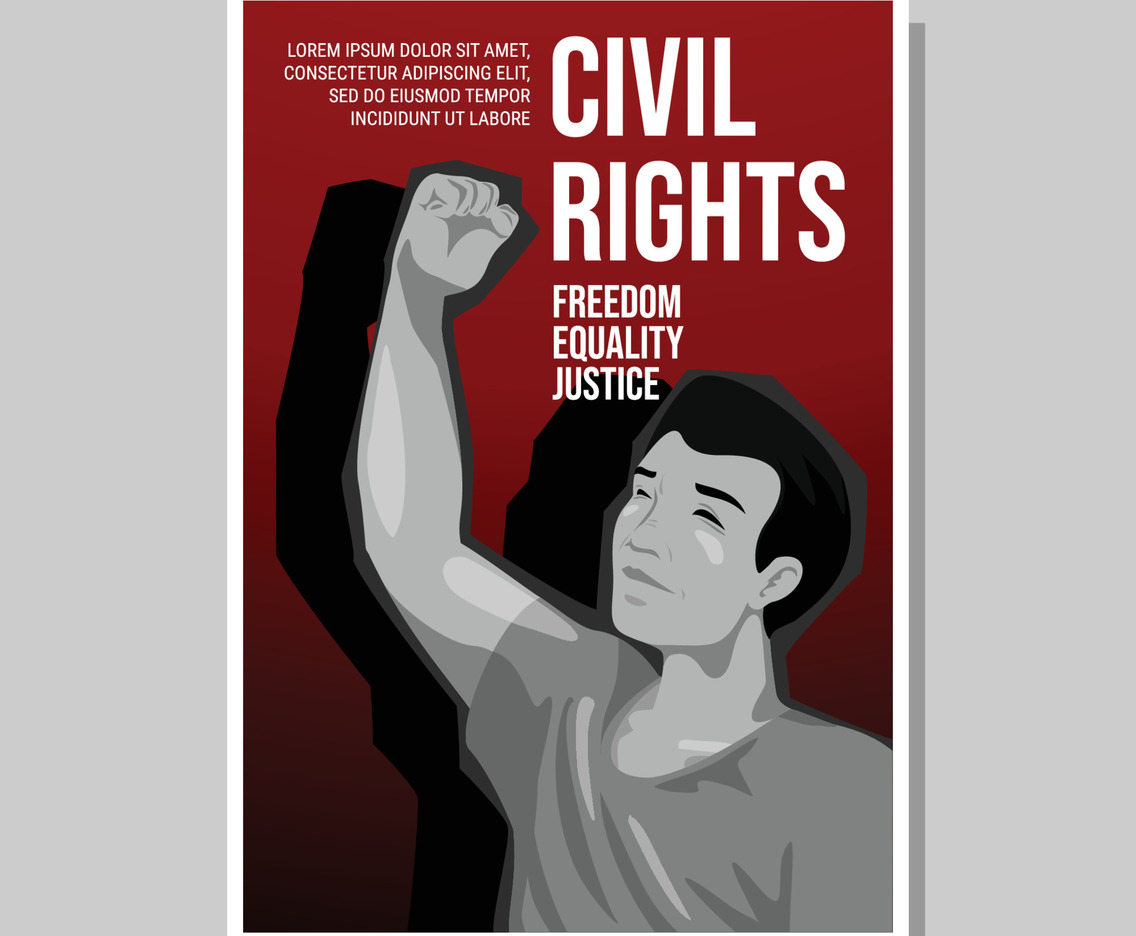 LOREM IPSUM DOLOR SIT AMET,
CONSECTETUR ADIPISCING ELIT,
SED DO EIUSMOD TEMPOR
INCIDIDUNT UT LABORE
CIVIL
RIGHTS
FREEDOM
EQUALITY
JUSTICE